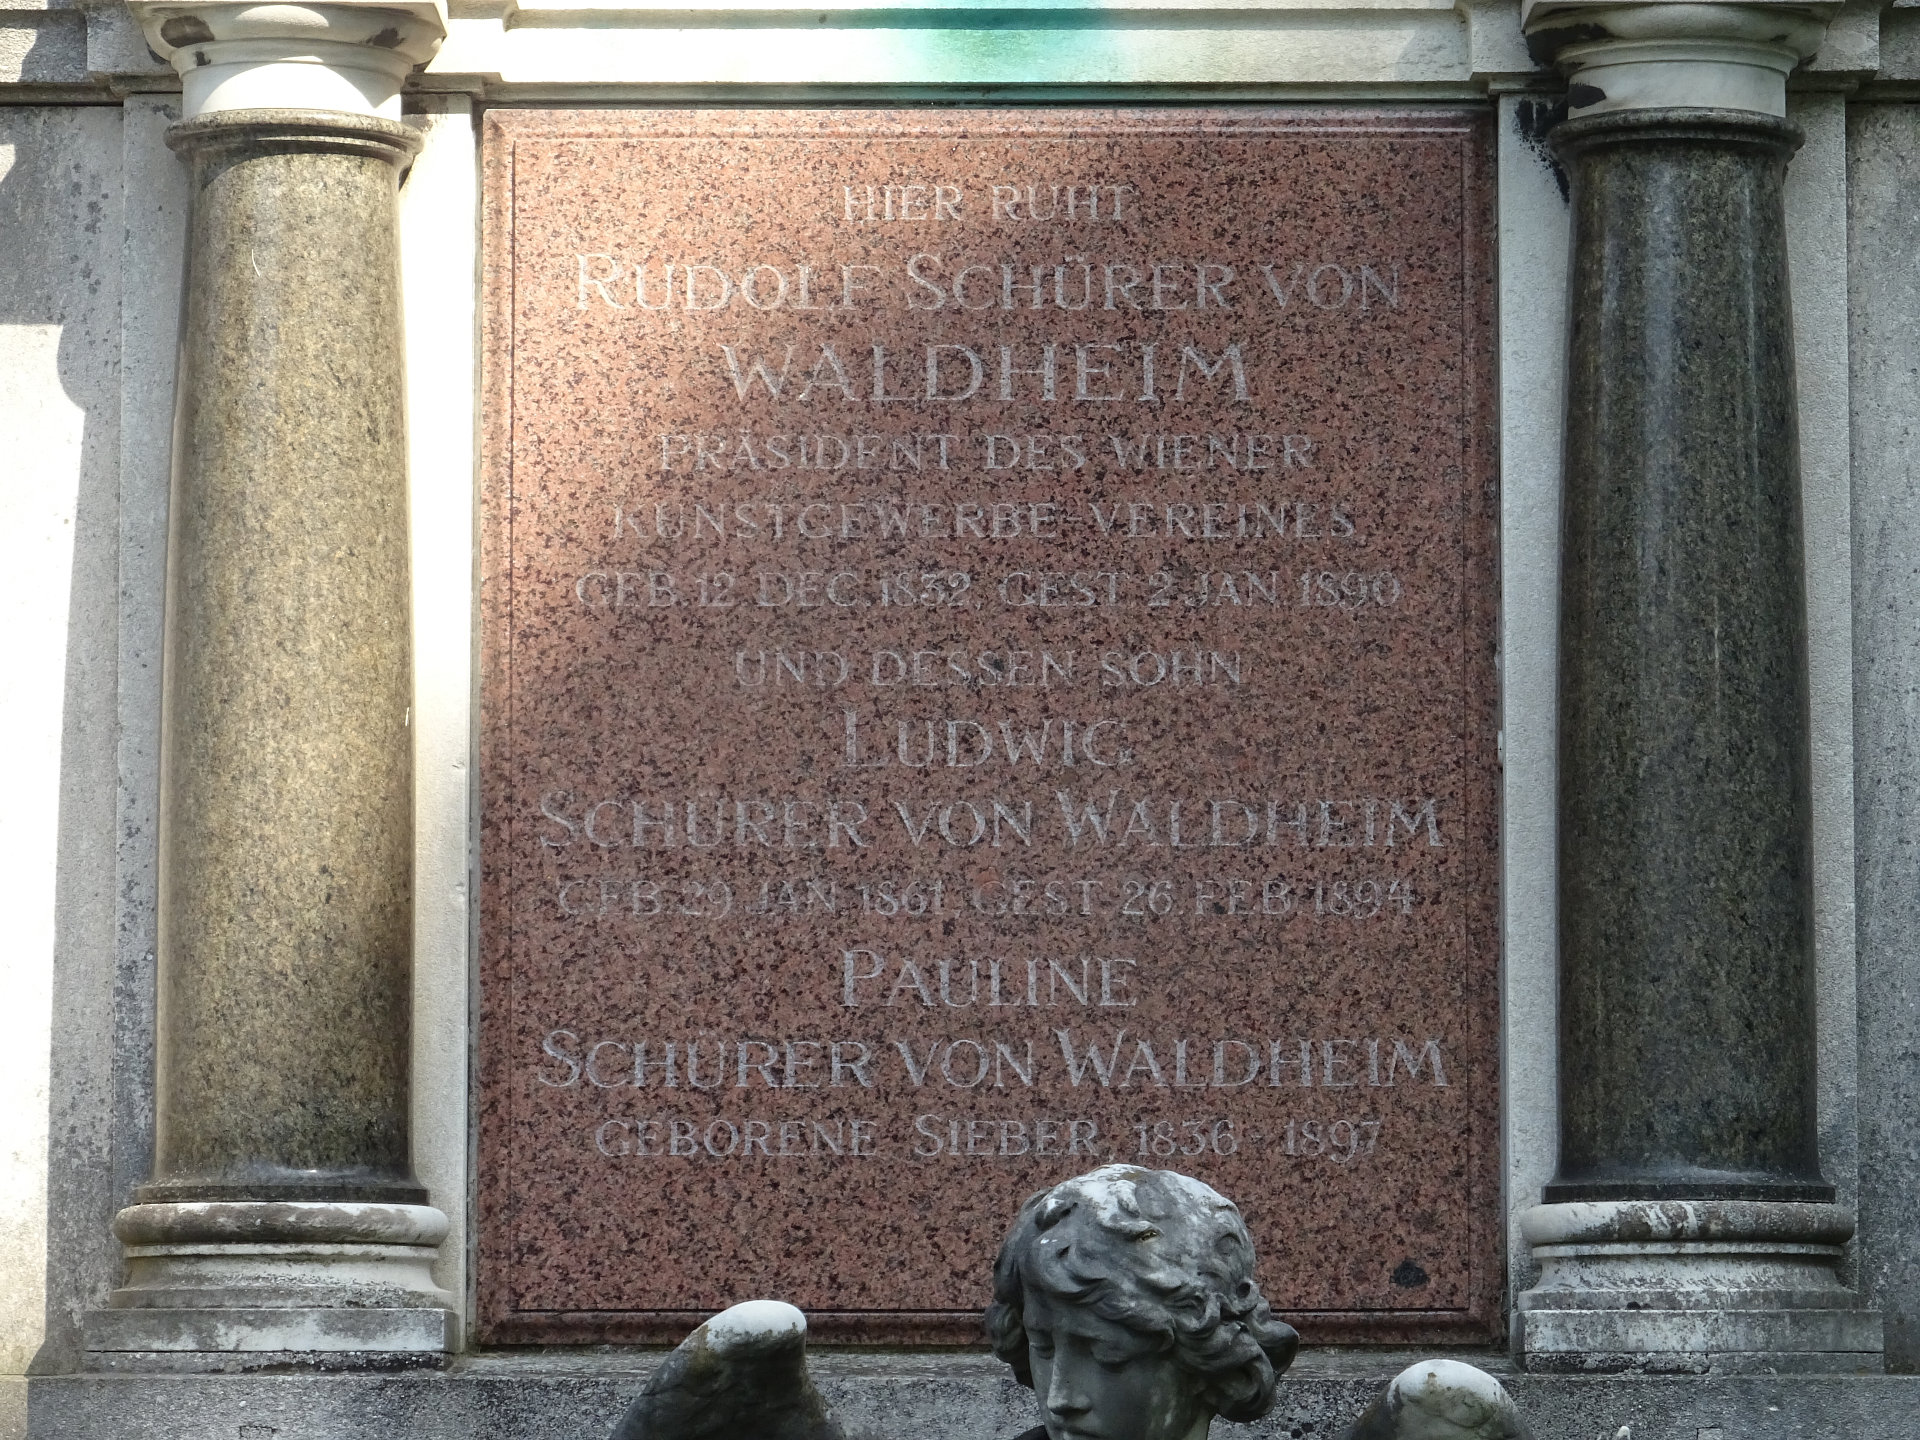 HIER RUHT
RUDOLF SCHÜRER VON
WALDHEIM
PRÄSIDENT DES WIENER
KUNSTGEWERBE-VEREINES,
GEB. 12. DEC. 1832, GEST. 2. JAN. 1890
UND DESSEN SOHN
LUDWIG
SCHÜRER VON WALDHEIM
GEB. 29. JAN. 1861, GEST. 26. FEB. 1894
PAULINE
SCHÜRER VON WALDHEIM
GEBORENE SIEBER, 1836 - 1897